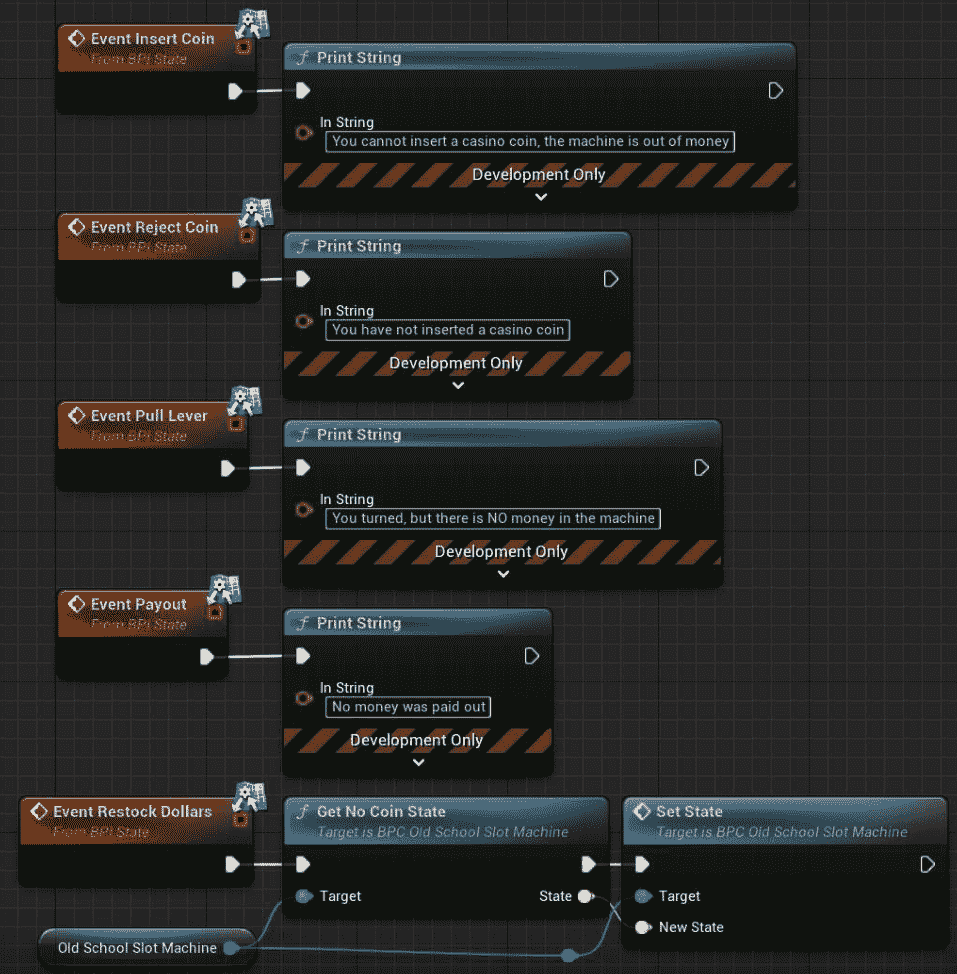 Event Insert Coin
From BPI State
Print String
In String
You cannot insert a casino coin, the machine is out of money
Development Only
Event Reject Coin
From BPI State
Print String
In String
You have not inserted a casino coin
Development Only
Event Pull Lever
From BPI State
Print String
In String
You turned, but there is NO money in the machine
Development Only
Event Payout
From BPI State
Print String
In String
No money was paid out
Development Only
Event Restock Dollars
From BPI State
Get No Coin State
Target is BPC Old School Slot Machine
Target
State
Set State
Target is BPC Old School Slot Machine
Target
New State
Old School Slot Machine